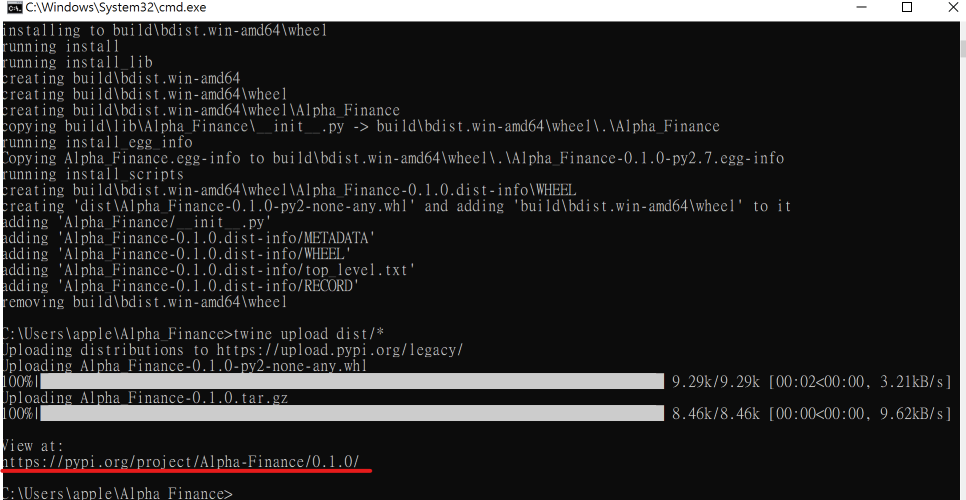 C:\Windows\System32\cmd.exe
installing to build\bdist.win-amd64\wheel
running install
running install_lib
creating build\bdist.win-amd64
creating build\bdist.win-amd64\wheel
creating build\bdist.win-amd64\wheel\Alpha_Finance
copying build\lib\Alpha_Finance\__init__.py -> build\bdist.win-amd64\wheel\.\Alpha_Finance
running install_egg_info
Copying Alpha_Finance.egg-info to build\bdist.win-amd64\wheel\.\Alpha_Finance-0.1.0-py2.7.egg-info
running install_scripts
creating build\bdist.win-amd64\wheel\Alpha_Finance-0.1.0.dist-info\WHEEL
creating 'dist\Alpha_Finance-0.1.0-py2-none-any.whl' and adding 'build\bdist.win-amd64\wheel' to it
adding 'Alpha_Finance/__init__.py'
adding 'Alpha_Finance-0.1.0.dist-info/METADATA'
adding 'Alpha_Finance-0.1.0.dist-info/WHEEL'
adding 'Alpha_Finance-0.1.0.dist-info/top_level.txt'
adding 'Alpha_Finance-0.1.0.dist-info/RECORD'
removing build\bdist.win-amd64\wheel
C:\Users\apple\Alpha_Finance>twine upload dist/*
Uploading distributions to https://upload.pypi.org/legacy/
Uploading Alpha_Finance-0.1.0-py2-none-any.whl
100%| 9.29k/9.29k [00:02<00:00, 3.21kB/s]
Uploading Alpha_Finance-0.1.0.tar.gz
100%| 8.46k/8.46k [00:00<00:00, 9.62kB/s]
View at:
https://pypi.org/project/Alpha-Finance/0.1.0/
C:\Users\apple\Alpha_Finance>